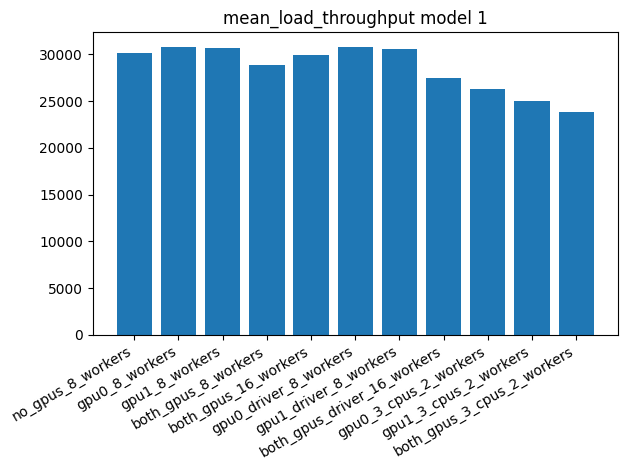 mean_load_throughput model 1
30000
25000
20000
15000
10000
5000
0
no_gpus_8_workers
gpu0_8_workers
gpu1_8_workers
both_gpus_8_workers
both_gpus_16_workers
gpu0_driver_8_workers
gpu1_driver_8_workers
both_gpus_driver_16_workers
gpu0_3_cpus_2_workers
gpu1_3_cpus_2_workers
both_gpus_3_cpus_2_workers